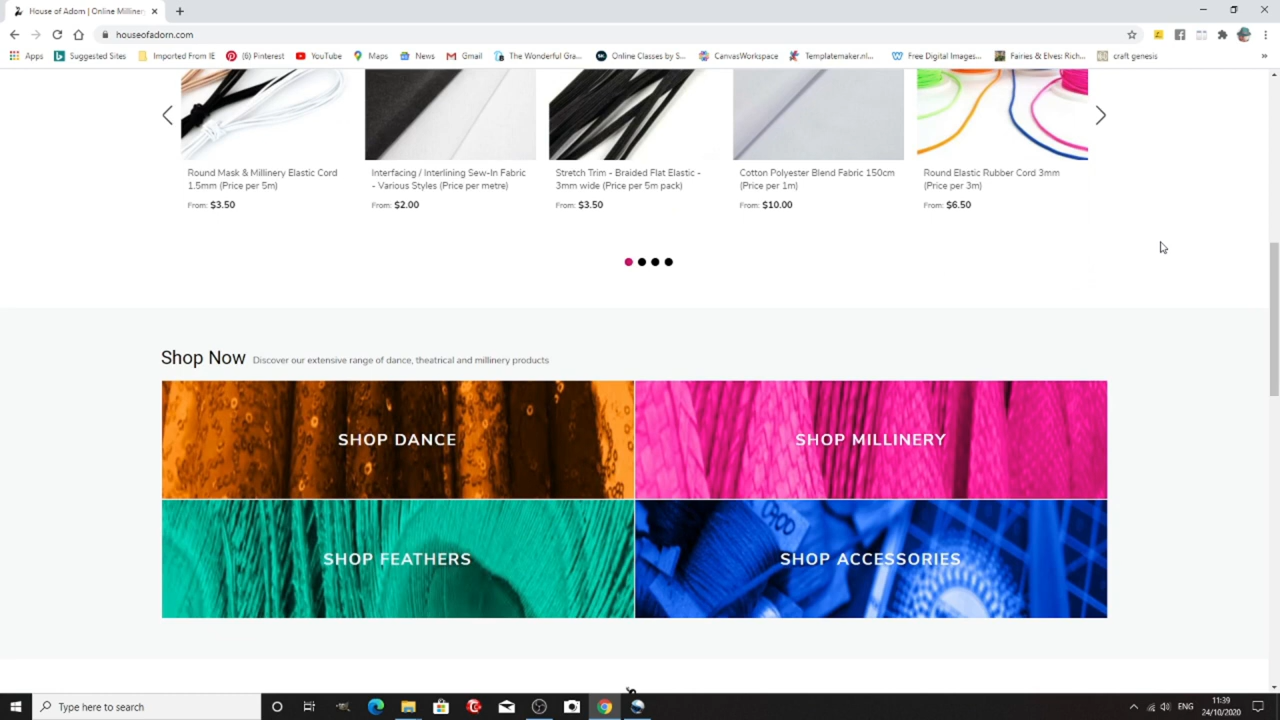 House of Adorn | Online Milliner
houseofadorn.com
Apps Suggested Sites Imported From IE (6) Pinterest YouTube Maps News Gmail The Wonderful Gra... Online Classes by S... CanvasWorkspace Templatemaker.nl... Free Digital Images... Fairies & Elves: Rich... craft genesis
Round Mask & Millinery Elastic Cord
1.5mm (Price per 5m)
From: $3.50
Interfacing / Interlining Sew-In Fabric
- Various Styles (Price per metre)
From: $2.00
Stretch Trim - Braided Flat Elastic -
3mm wide (Price per 5m pack)
From: $3.50
Cotton Polyester Blend Fabric 150cm
(Price per 1m)
From: $10.00
Round Elastic Rubber Cord 3mm
(Price per 3m)
From: $6.50
Shop Now Discover our extensive range of dance, theatrical and millinery products
SHOP DANCE
SHOP MILLINERY
SHOP FEATHERS
SHOP ACCESSORIES
Type here to search
ENG
11:39
24/10/2020